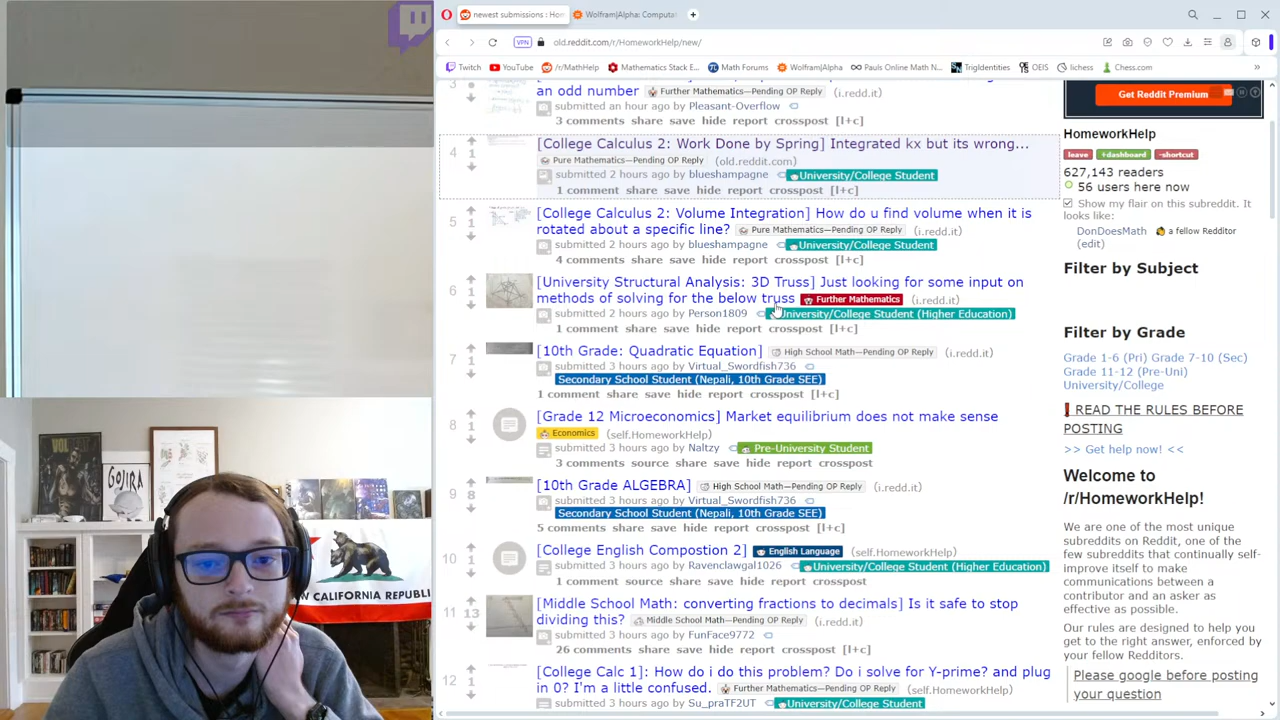 newest submissions : Hom
Wolfram|Alpha: Computat
VPN
old.reddit.com/r/HomeworkHelp/new/
Twitch
YouTube
/r/MathHelp
Mathematics Stack E...
Math Forums
Wolfram|Alpha
Pauls Online Math N...
TrigIdentities
OEIS
lichess
Chess.com
»
3
an odd number Further Mathematics—Pending OP Reply (i.redd.it)
submitted an hour ago by Pleasant-Overflow
3 comments share save hide report crosspost [l+c]
4
1
[College Calculus 2: Work Done by Spring] Integrated kx but its wrong...
Pure Mathematics—Pending OP Reply (old.reddit.com)
submitted 2 hours ago by blueshampagne University/College Student
1 comment share save hide report crosspost [l+c]
5
1
[College Calculus 2: Volume Integration] How do u find volume when it is
rotated about a specific line? Pure Mathematics—Pending OP Reply (i.redd.it)
submitted 2 hours ago by blueshampagne University/College Student
4 comments share save hide report crosspost [l+c]
6
1
[University Structural Analysis: 3D Truss] Just looking for some input on
methods of solving for the below truss Further Mathematics (i.redd.it)
submitted 2 hours ago by Person1809 University/College Student (Higher Education)
1 comment share save hide report crosspost [l+c]
7
1
[10th Grade: Quadratic Equation] High School Math—Pending OP Reply (i.redd.it)
submitted 3 hours ago by Virtual_Swordfish736
Secondary School Student (Nepali, 10th Grade SEE)
1 comment share save hide report crosspost [l+c]
8
1
[Grade 12 Microeconomics] Market equilibrium does not make sense
Economics (self.HomeworkHelp)
submitted 3 hours ago by Naltzy Pre-University Student
3 comments source share save hide report crosspost
9
8
[10th Grade ALGEBRA] High School Math—Pending OP Reply (i.redd.it)
submitted 3 hours ago by Virtual_Swordfish736
Secondary School Student (Nepali, 10th Grade SEE)
5 comments share save hide report crosspost [l+c]
10
1
[College English Compostion 2] English Language (self.HomeworkHelp)
submitted 3 hours ago by Ravenclawgal1026 University/College Student (Higher Education)
1 comment source share save hide report crosspost
11
13
[Middle School Math: converting fractions to decimals] Is it safe to stop
dividing this? Middle School Math—Pending OP Reply (i.redd.it)
submitted 3 hours ago by FunFace9772
26 comments share save hide report crosspost [l+c]
12
1
[College Calc 1]: How do i do this problem? Do i solve for Y-prime? and plug
in 0? I'm a little confused. Further Mathematics—Pending OP Reply (self.HomeworkHelp)
submitted 3 hours ago by Su_praTF2UT University/College Student
Get Reddit Premium
HomeworkHelp
leave +dashboard -shortcut
627,143 readers
56 users here now
Show my flair on this subreddit. It
looks like:
DonDoesMath a fellow Redditor
(edit)
Filter by Subject
Filter by Grade
Grade 1-6 (Pri) Grade 7-10 (Sec)
Grade 11-12 (Pre-Uni)
University/College
❗READ THE RULES BEFORE
POSTING
>> Get help now! <<
Welcome to
/r/HomeworkHelp!
We are one of the most unique
subreddits on Reddit, one of the
few subreddits that continually self-
improve itself to make
communications between a
contributor and an asker as
effective as possible.
Our rules are designed to help you
get to the right answer, enforced by
your fellow Redditors.
Please google before posting
your question
VOLBEAT
GOJIRA
NEW CALIFORNIA REPUBLI